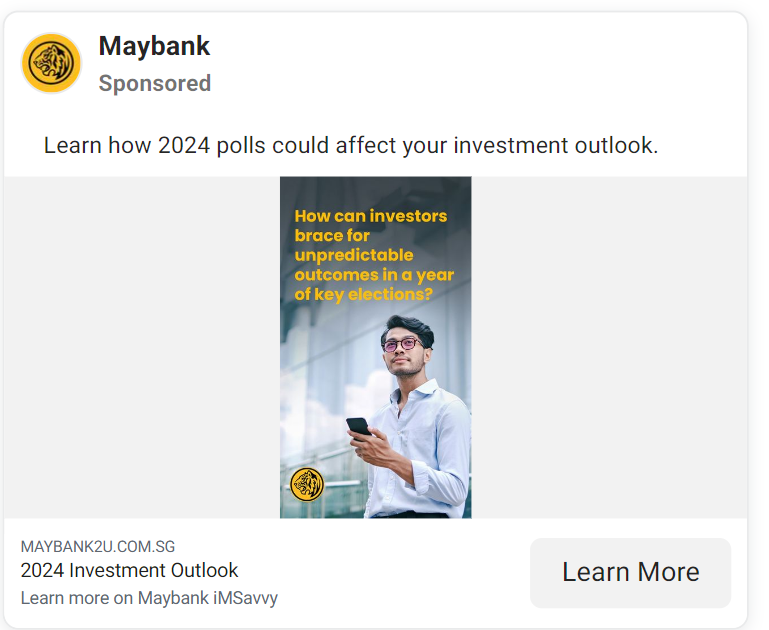 Maybank
Sponsored
Learn how 2024 polls could affect your investment outlook.
How can investors
brace for
unpredictable
outcomes in a year
of key elections?
MAYBANK2U.COM.SG
2024 Investment Outlook
Learn more on Maybank iMSavvy
Learn More